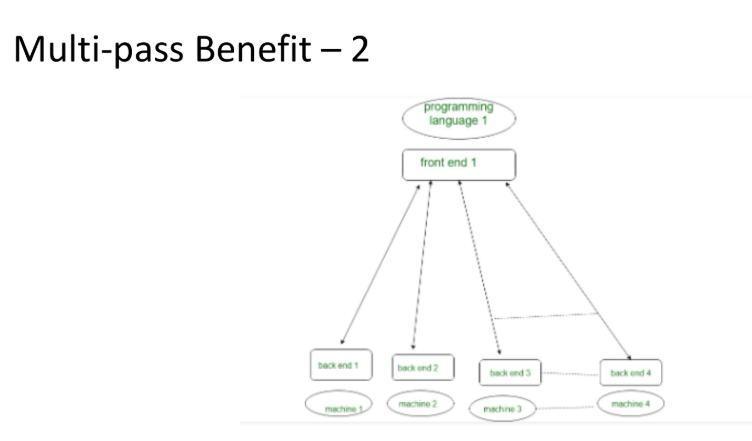 Multi-pass Benefit – 2
programming
language 1
front end 1
back end 1
back end 2
back end 3
back end 4
machine 1
machine 2
machine 3
machine 4